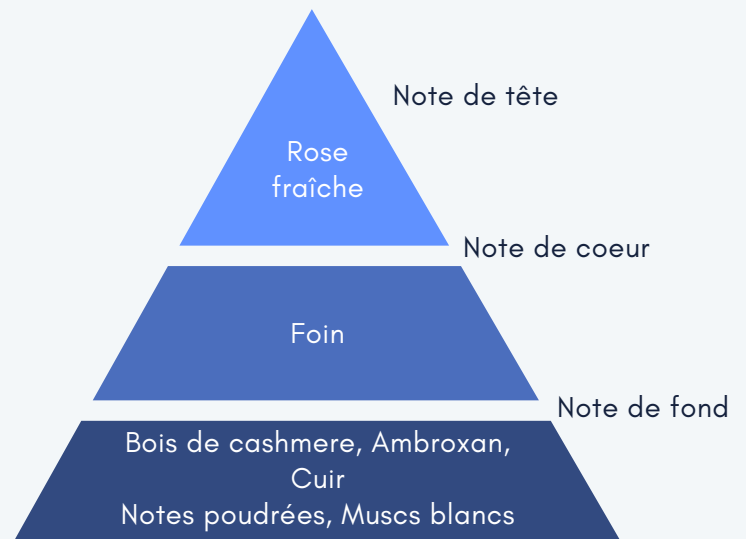 Note de tête
Rose
fraîche
Note de coeur
Foin
Note de fond
Bois de cashmere, Ambroxan,
Cuir
Notes poudrées, Muscs blancs